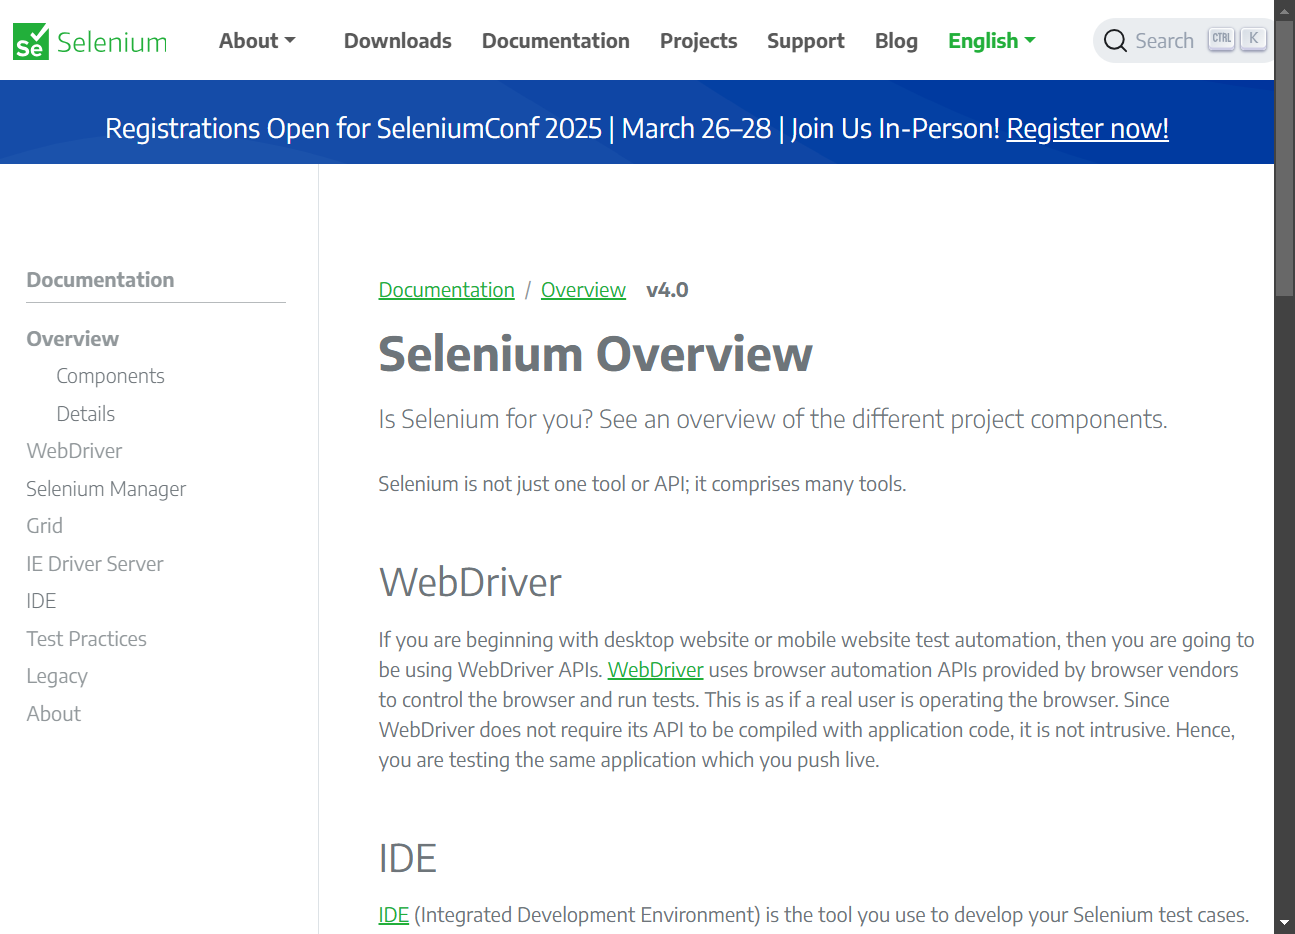 Se Selenium
About
Downloads
Documentation
Projects
Support
Blog
English
Search CTRL K
Registrations Open for SeleniumConf 2025 | March 26–28 | Join Us In-Person! Register now!
Documentation
Overview
Components
Details
WebDriver
Selenium Manager
Grid
IE Driver Server
IDE
Test Practices
Legacy
About
Documentation / Overview v4.0
Selenium Overview
Is Selenium for you? See an overview of the different project components.
Selenium is not just one tool or API; it comprises many tools.
WebDriver
If you are beginning with desktop website or mobile website test automation, then you are going to
be using WebDriver APIs. WebDriver uses browser automation APIs provided by browser vendors
to control the browser and run tests. This is as if a real user is operating the browser. Since
WebDriver does not require its API to be compiled with application code, it is not intrusive. Hence,
you are testing the same application which you push live.
IDE
IDE (Integrated Development Environment) is the tool you use to develop your Selenium test cases.